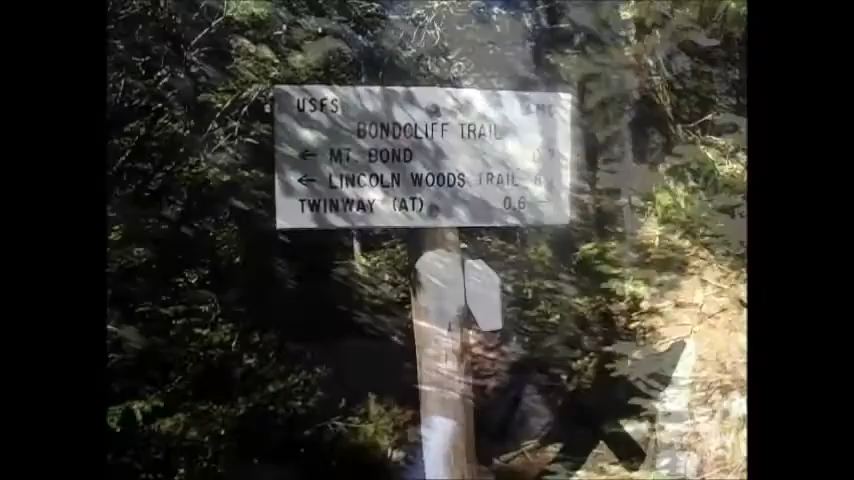 USFS AMC
BONDCLIFF TRAIL
← MT. BOND
← LINCOLN WOODS TRAIL
TWINWAY (AT) 0.6